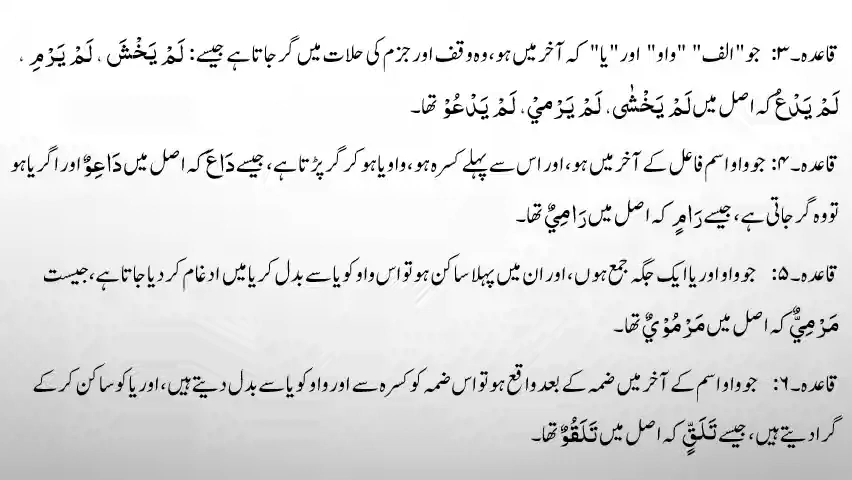 قاعدہ۔۳: جو "الف" "واو" اور "یا" کہ آخر میں ہو، وہ وقف اور جزم کی حلات میں گر جاتا ہے جیسے: لَمْ یَخْشَ ، لَمْ یَرْمِ ،
لَمْ یَدْعُ کہ اصل میں لَمْ یَخْشٰی، لَمْ یَرْمِيْ، لَمْ یَدْعُوْ تھا۔
قاعدہ۔۴: جو واو اسم فاعل کے آخر میں ہو، اور اس سے پہلے کسرہ ہو، واو یا ہو کر گر پڑتا ہے، جیسے دَاعَ کہ اصل میں دَاعِوٌ اور اگر یا ہو
تو وہ گر جاتی ہے، جیسے رَامٍ کہ اصل میں رَامِيٌ تھا۔
قاعدہ۔۵: جو واو اور یا ایک جگہ جمع ہوں، اور ان میں پہلا ساکن ہو تو اس واو کو یا سے بدل کر یا میں ادغام کر دیا جاتا ہے، جیست
مَرْمِيٌّ کہ اصل میں مَرْمُوْيٌ تھا۔
قاعدہ۔۶: جو واو اسم کے آخر میں ضمہ کے بعد واقع ہو تو اس ضمہ کو کسرہ سے اور واو کو یا سے بدل دیتے ہیں، اور یا کو ساکن کر کے
گرا دیتے ہیں، جیسے تَلَقٍّ کہ اصل میں تَلَقُّوٌ تھا۔